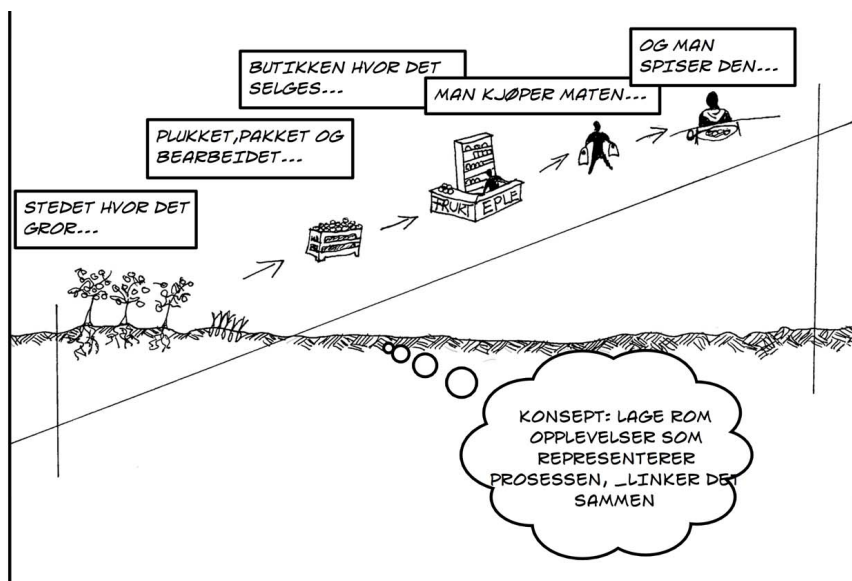 STEDET HVOR DET
GROR...
PLUKKET,PAKKET OG
BEARBEIDET...
BUTIKKEN HVOR DET
SELGES...
MAN KJØPER MATEN...
OG MAN
SPISER DEN...
FRUKT EPLE
KONSEPT: LAGE ROM
OPPLEVELSER SOM
REPRESENTERER
PROSESSEN, _LINKER DET
SAMMEN